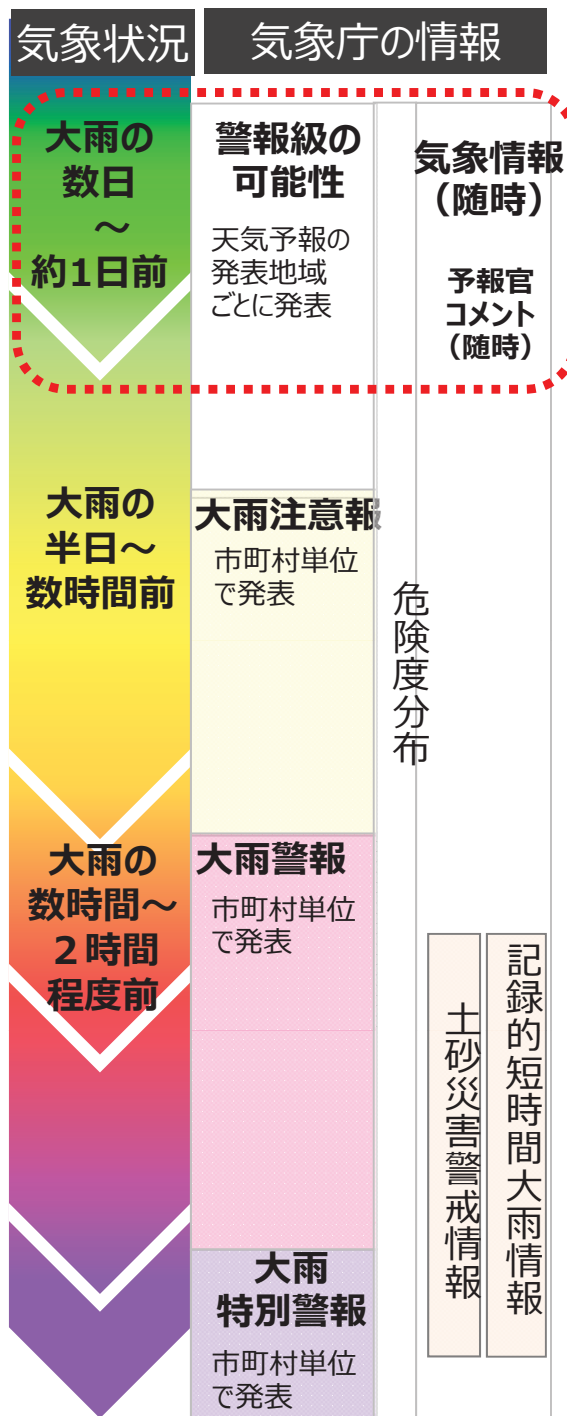 気象状況
気象庁の情報
大雨の
数日
～
約1日前
警報級の
可能性
天気予報の
発表地域
ごとに発表
気象情報
（随時）
予報官
コメント
（随時）
大雨の
半日～
数時間前
大雨注意報
市町村単位
で発表
危険度分布
大雨の
数時間～
２時間
程度前
大雨警報
市町村単位
で発表
土砂災害警戒情報
記録的短時間大雨情報
大雨
特別警報
市町村単位
で発表